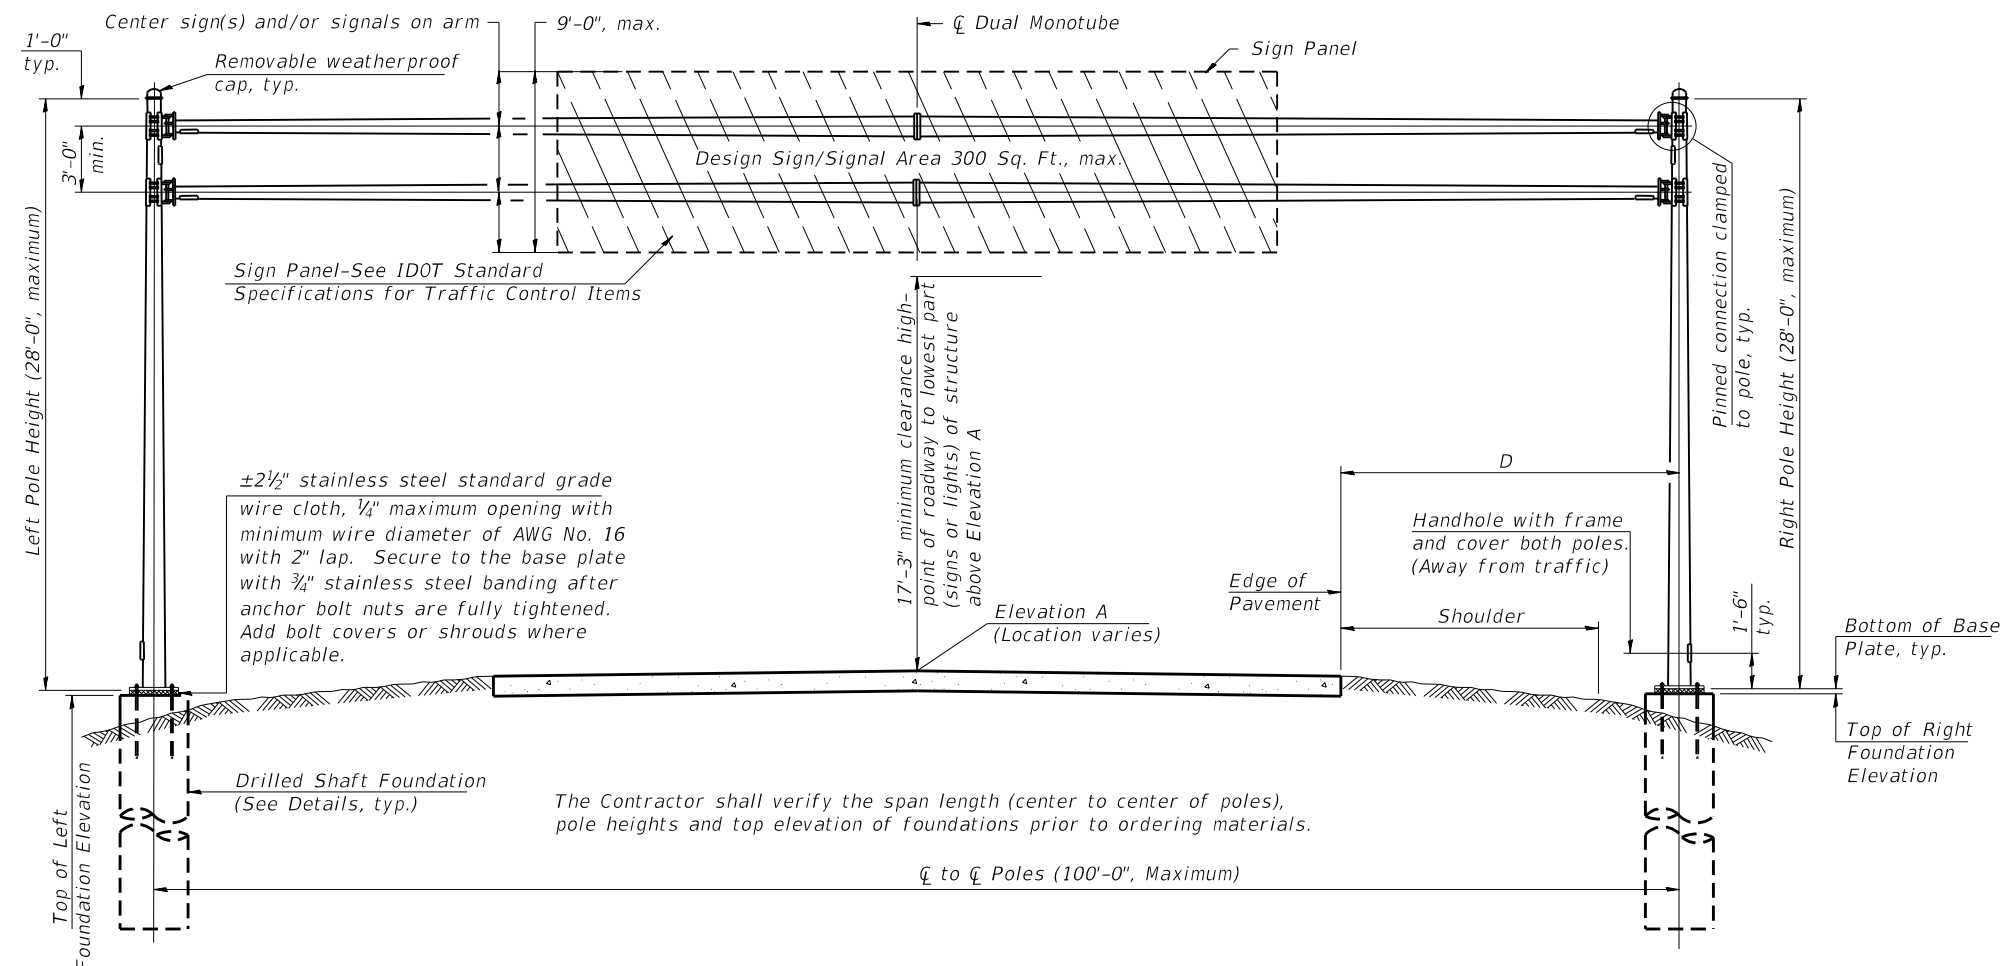 Center sign(s) and/or signals on arm
9'-0", max.
℄ Dual Monotube
Sign Panel
1'-0"
typ.
Removable weatherproof
cap, typ.
3'-0"
min.
Design Sign/Signal Area 300 Sq. Ft., max.
Sign Panel-See IDOT Standard
Specifications for Traffic Control Items
Left Pole Height (28'-0", maximum)
17'-3" minimum clearance high-
point of roadway to lowest part
(signs or lights) of structure
above Elevation A
Pinned connection clamped
to pole, typ.
Right Pole Height (28'-0", maximum)
±2½" stainless steel standard grade
wire cloth, ¼" maximum opening with
minimum wire diameter of AWG No. 16
with 2" lap. Secure to the base plate
with ¾" stainless steel banding after
anchor bolt nuts are fully tightened.
Add bolt covers or shrouds where
applicable.
D
Handhole with frame
and cover both poles.
(Away from traffic)
Edge of
Pavement
Shoulder
1'-6"
typ.
Elevation A
(Location varies)
Bottom of Base
Plate, typ.
Top of Right
Foundation
Elevation
Top of Left
Foundation Elevation
Drilled Shaft Foundation
(See Details, typ.)
The Contractor shall verify the span length (center to center of poles),
pole heights and top elevation of foundations prior to ordering materials.
℄ to ℄ Poles (100'-0", Maximum)